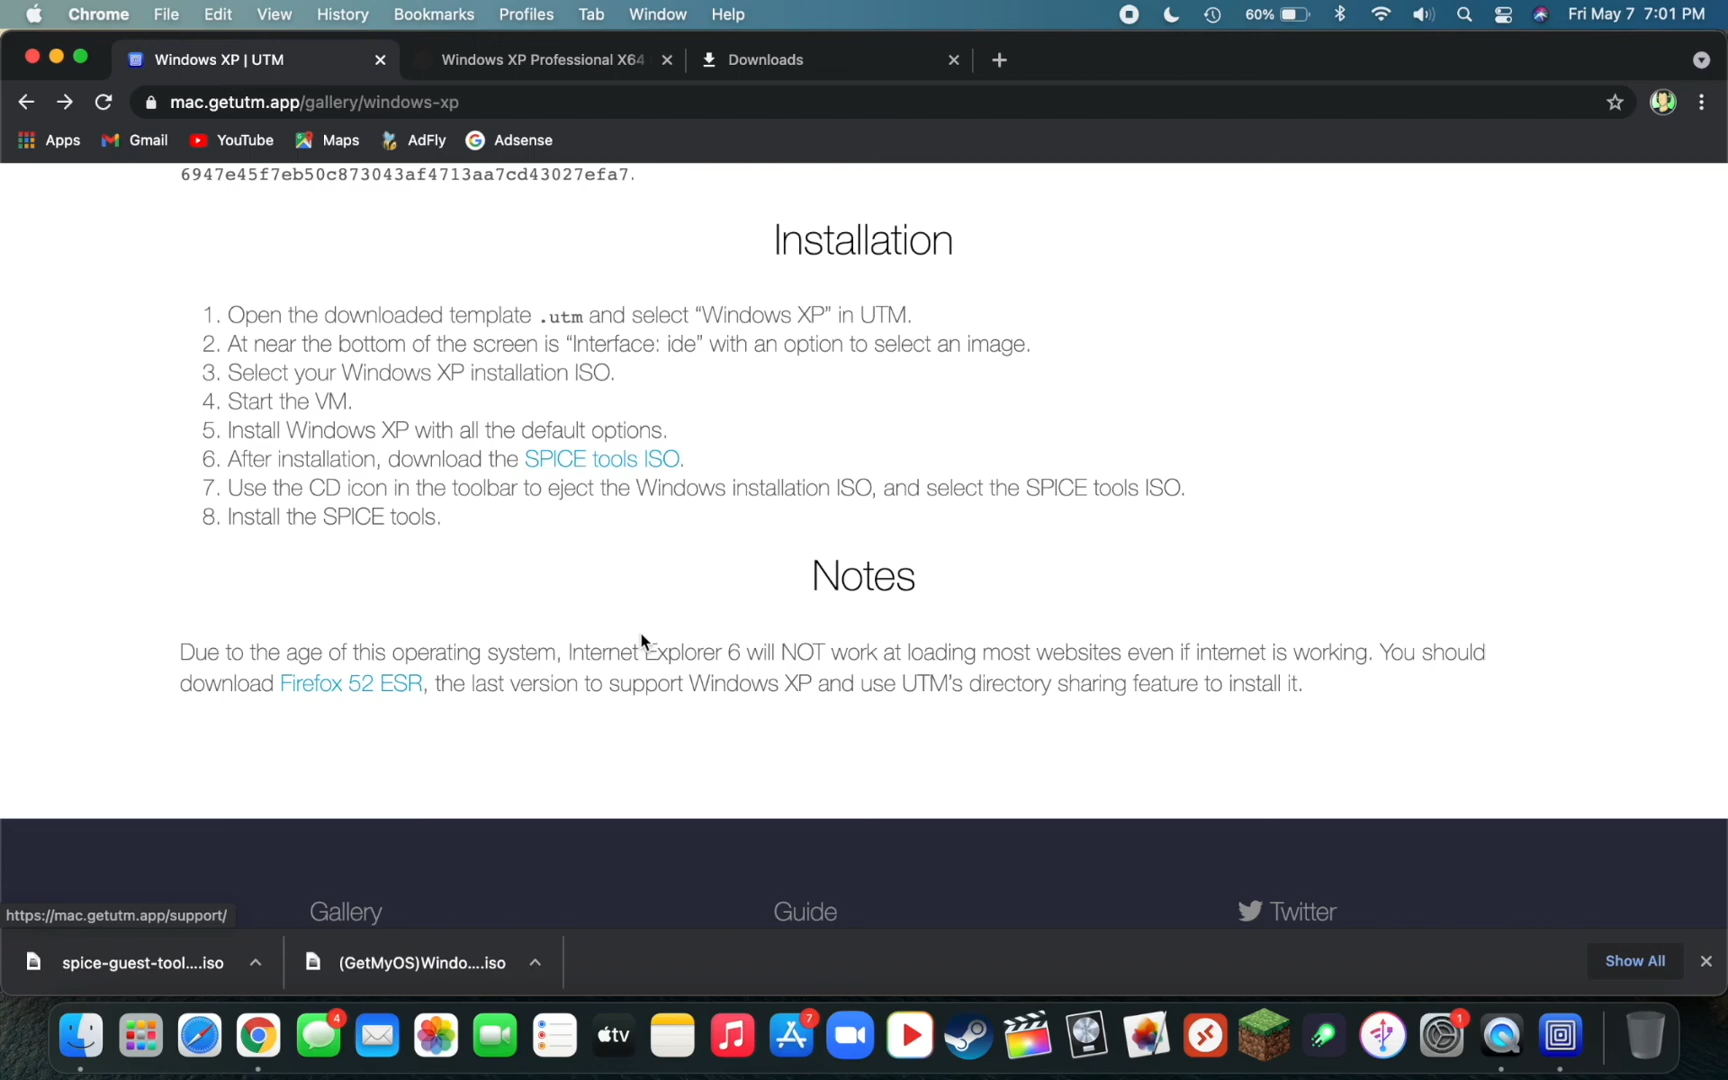 Chrome File Edit View History Bookmarks Profiles Tab Window Help 60% Fri May 7 7:01 PM
Windows XP | UTM Windows XP Professional X64 Downloads
mac.getutm.app/gallery/windows-xp
Apps Gmail YouTube Maps AdFly Adsense
6947e45f7eb50c873043af4713aa7cd43027efa7.
Installation
1. Open the downloaded template .utm and select “Windows XP” in UTM.
2. At near the bottom of the screen is “Interface: ide” with an option to select an image.
3. Select your Windows XP installation ISO.
4. Start the VM.
5. Install Windows XP with all the default options.
6. After installation, download the SPICE tools ISO.
7. Use the CD icon in the toolbar to eject the Windows installation ISO, and select the SPICE tools ISO.
8. Install the SPICE tools.
Notes
Due to the age of this operating system, Internet Explorer 6 will NOT work at loading most websites even if internet is working. You should
download Firefox 52 ESR, the last version to support Windows XP and use UTM’s directory sharing feature to install it.
Gallery Guide Twitter
https://mac.getutm.app/support/
spice-guest-tool....iso (GetMyOS)Windo....iso Show All
4 tv 7 1